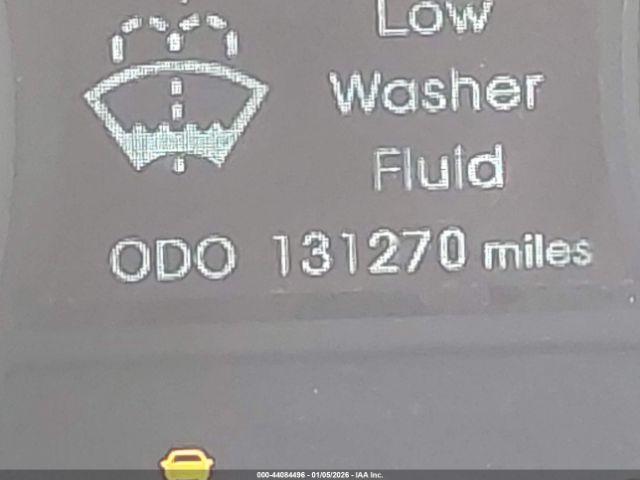 Low
Washer
Fluid
ODO 131270 miles
000-44084496 - 01/05/2026 - IAA Inc.